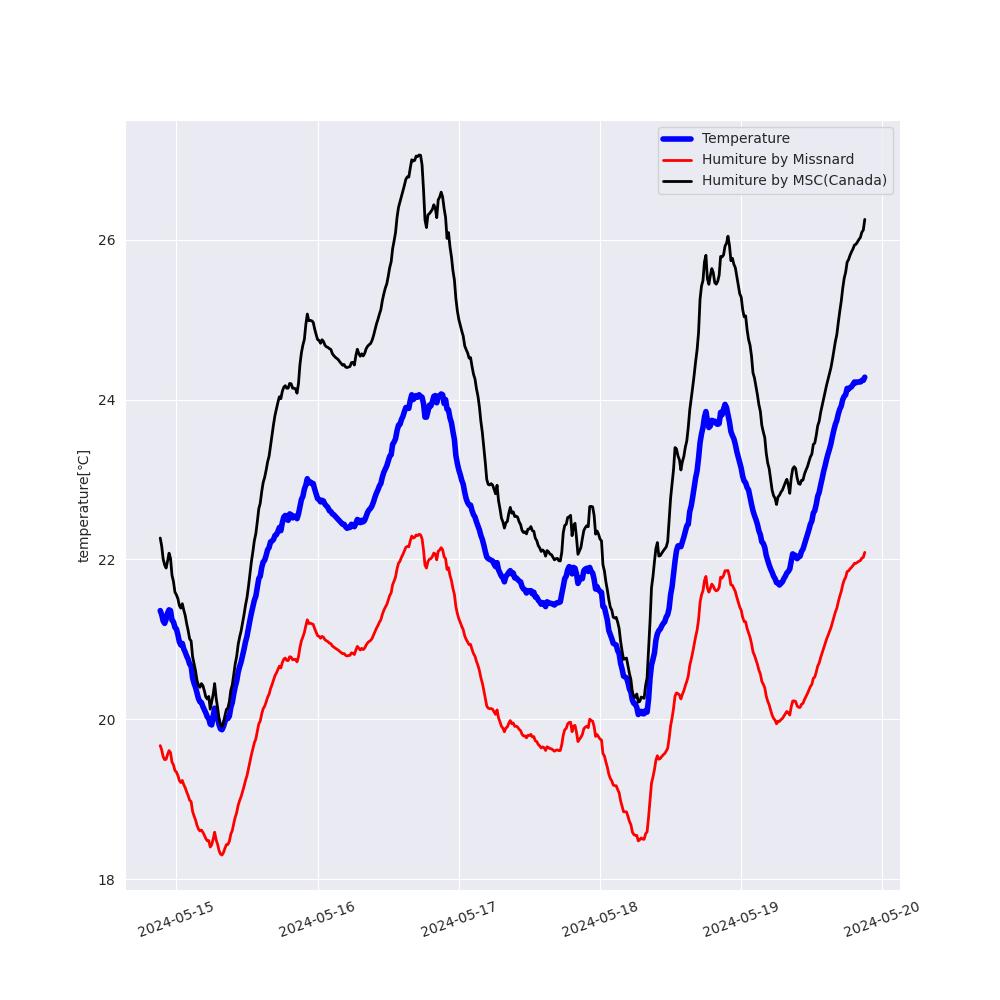 Temperature
Humiture by Missnard
Humiture by MSC(Canada)
26
24
22
20
18
temperature[℃]
2024-05-15
2024-05-16
2024-05-17
2024-05-18
2024-05-19
2024-05-20